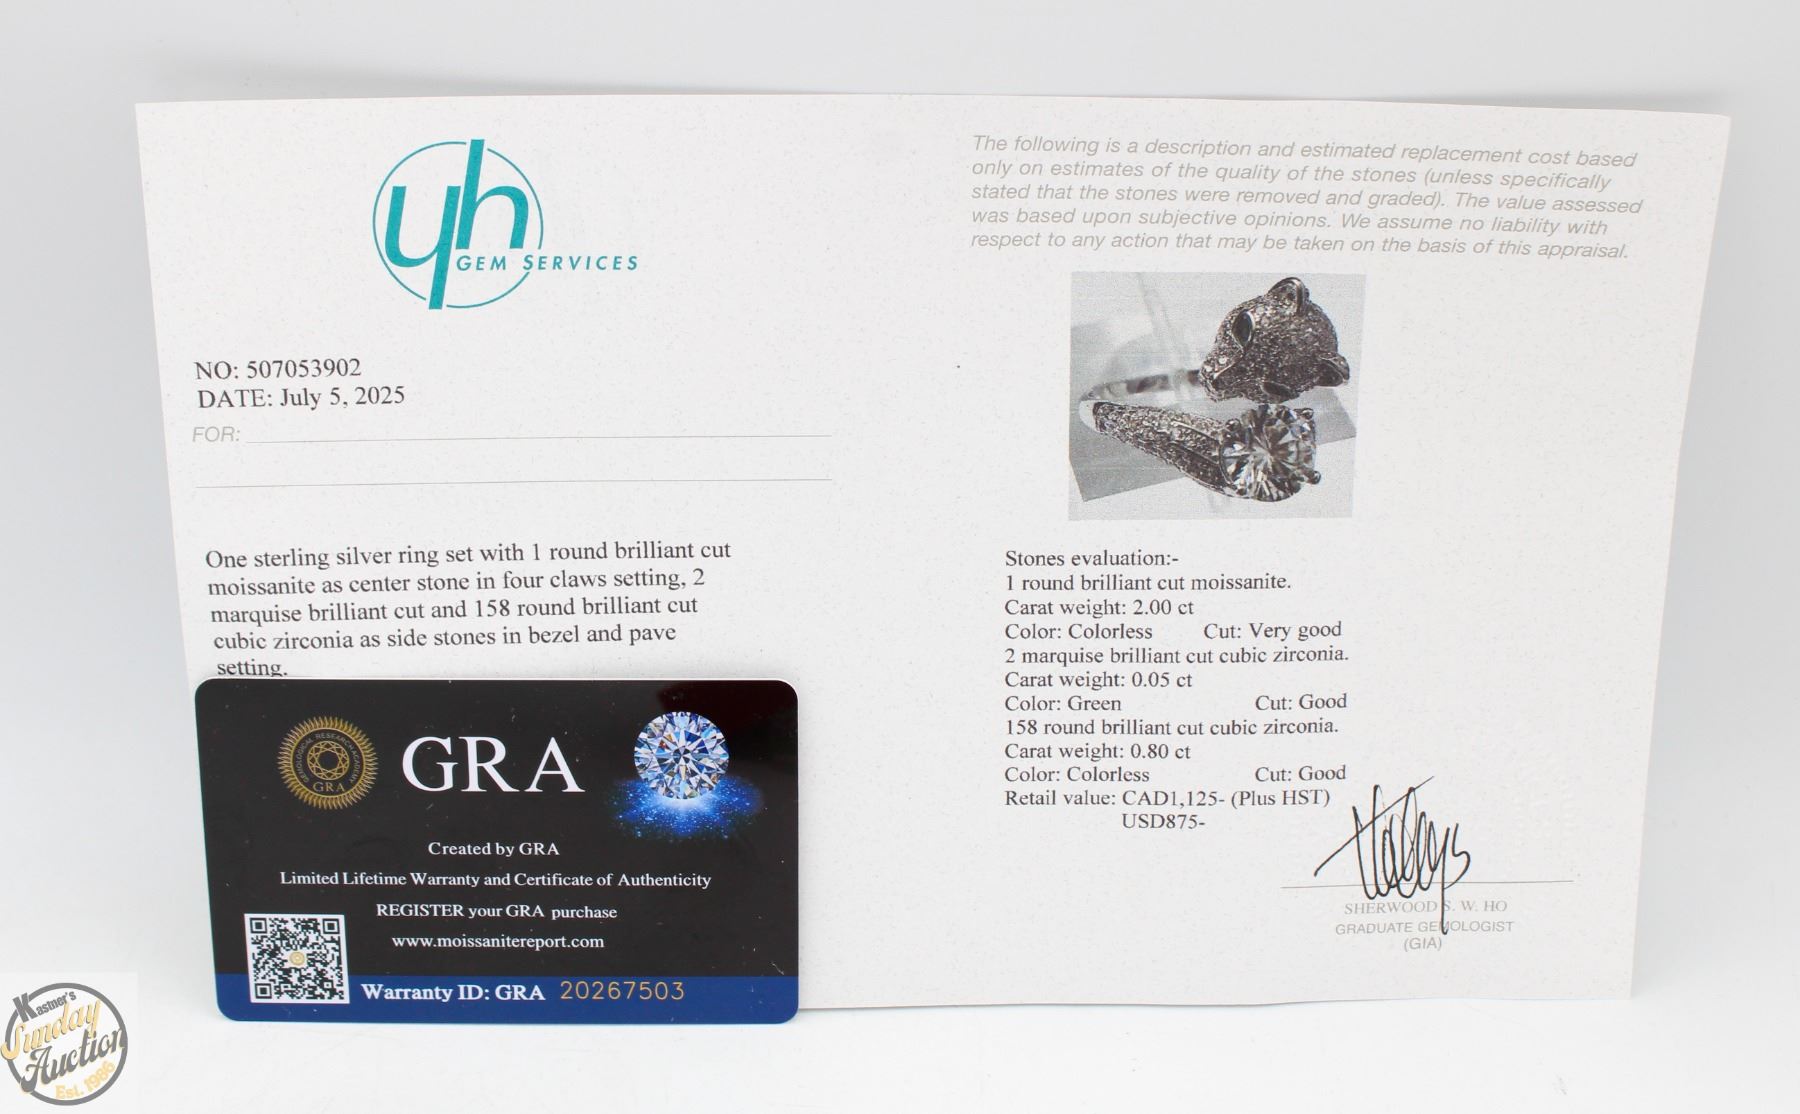 yh
GEM SERVICES
NO: 507053902
DATE: July 5, 2025
FOR:
One sterling silver ring set with 1 round brilliant cut
moissanite as center stone in four claws setting, 2
marquise brilliant cut and 158 round brilliant cut
cubic zirconia as side stones in bezel and pave
setting.
The following is a description and estimated replacement cost based
only on estimates of the quality of the stones (unless specifically
stated that the stones were removed and graded). The value assessed
was based upon subjective opinions. We assume no liability with
respect to any action that may be taken on the basis of this appraisal.
Stones evaluation:-
1 round brilliant cut moissanite.
Carat weight: 2.00 ct
Color: Colorless Cut: Very good
2 marquise brilliant cut cubic zirconia.
Carat weight: 0.05 ct
Color: Green Cut: Good
158 round brilliant cut cubic zirconia.
Carat weight: 0.80 ct
Color: Colorless Cut: Good
Retail value: CAD1,125- (Plus HST)
USD875-
SHERWOOD S. W. HO
GRADUATE GEMOLOGIST
(GIA)
GEMOLOGICAL RESEARCH ACADEMY
GRA
GRA
Created by GRA
Limited Lifetime Warranty and Certificate of Authenticity
REGISTER your GRA purchase
www.moissanitereport.com
Warranty ID: GRA 20267503
Kastner's
Sunday
Auction
Est. 1986